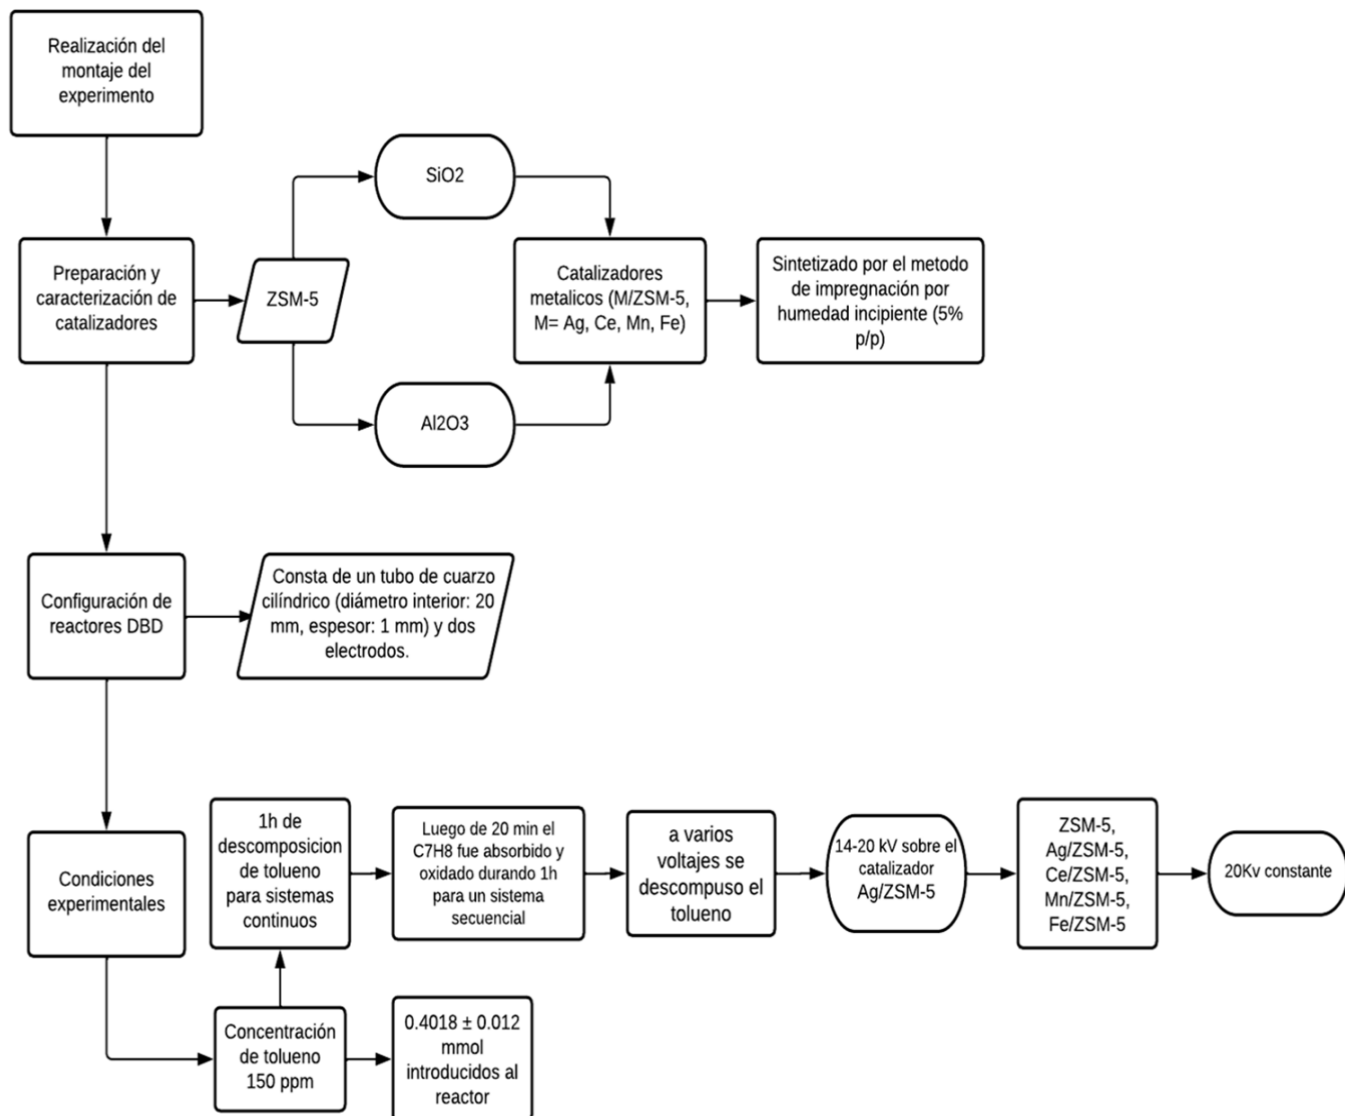 Realización del
montaje del
experimento
SiO2
Preparación y
caracterización de
catalizadores
ZSM-5
Catalizadores
metalicos (M/ZSM-5,
M= Ag, Ce, Mn, Fe)
Sintetizado por el metodo
de impregnación por
humedad incipiente (5%
p/p)
Al2O3
Configuración de
reactores DBD
Consta de un tubo de cuarzo
cilíndrico (diámetro interior: 20
mm, espesor: 1 mm) y dos
electrodos.
Condiciones
experimentales
1h de
descomposicion
de tolueno
para sistemas
continuos
Luego de 20 min el
C7H8 fue absorbido y
oxidado durando 1h
para un sistema
secuencial
a varios
voltajes se
descompuso el
tolueno
14-20 kV sobre el
catalizador
Ag/ZSM-5
ZSM-5,
Ag/ZSM-5,
Ce/ZSM-5,
Mn/ZSM-5,
Fe/ZSM-5
20Kv constante
Concentración
de tolueno
150 ppm
0.4018 ± 0.012
mmol
introducidos al
reactor